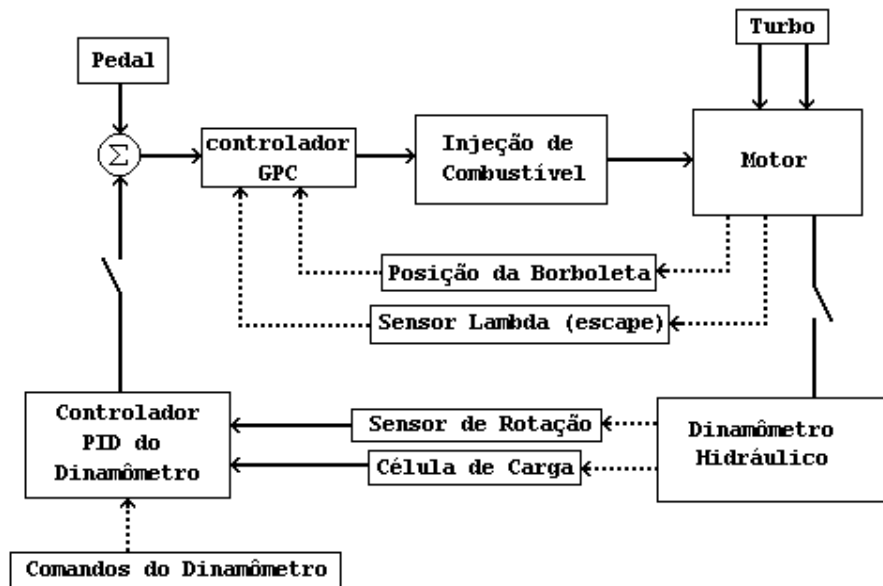 Turbo
Pedal
controlador
GPC
Injeção de
Combustível
Motor
Σ
Posição da Borboleta
Sensor Lambda (escape)
Controlador
PID do
Dinamômetro
Sensor de Rotação
Célula de Carga
Dinamômetro
Hidráulico
Comandos do Dinamômetro